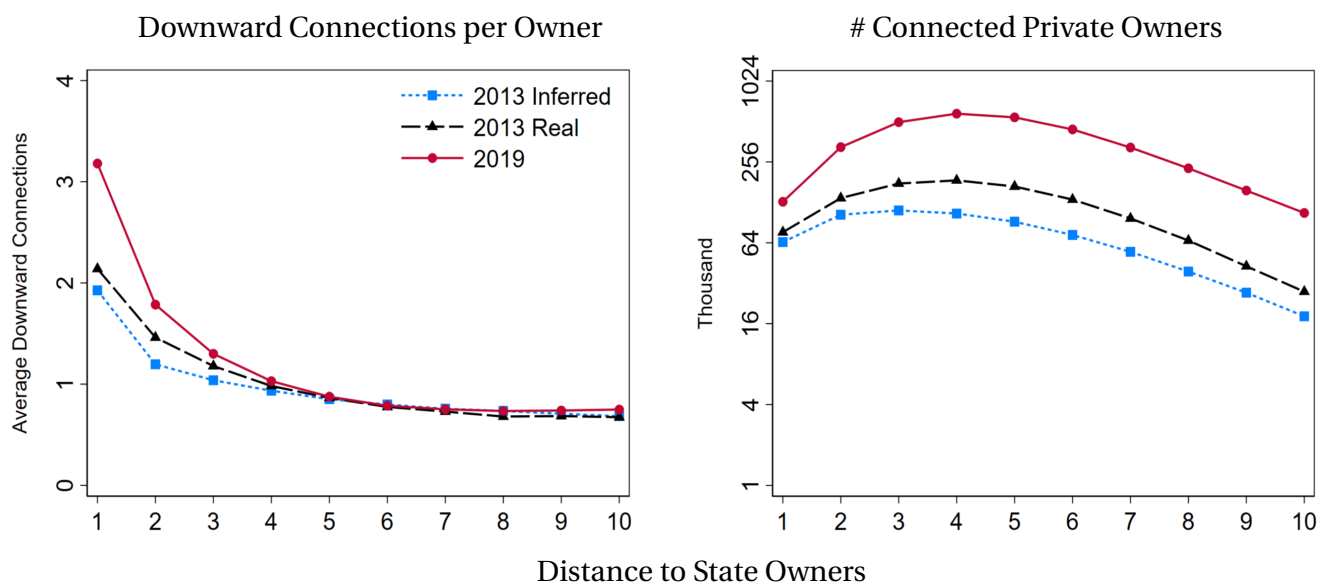 Downward Connections per Owner
Average Downward Connections
4
3
2
1
0
2013 Inferred
2013 Real
2019
1 2 3 4 5 6 7 8 9 10
# Connected Private Owners
Thousand
1024
256
64
16
4
1
1 2 3 4 5 6 7 8 9 10
Distance to State Owners